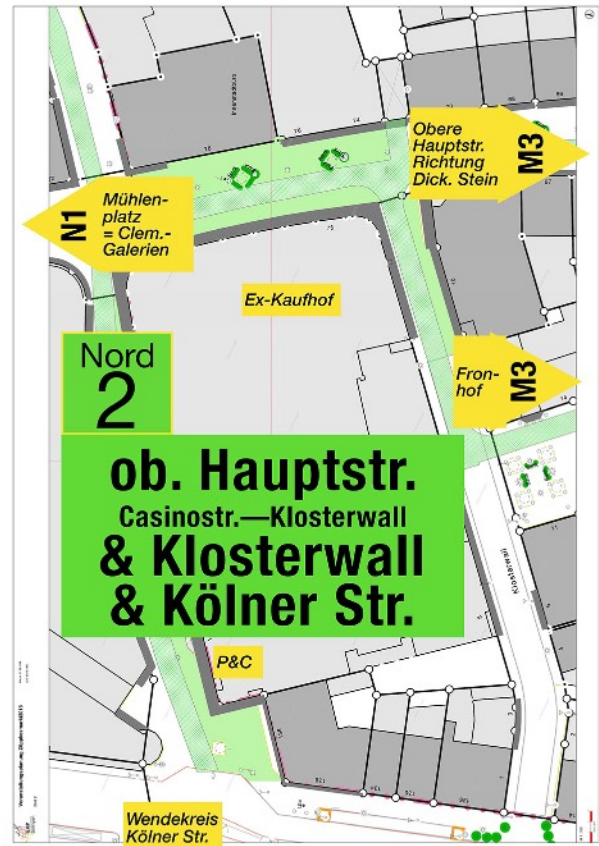 Obere
Hauptstr.
Richtung
Dick. Stein
M3
N1
Mühlen-
platz
= Clem.-
Galerien
Ex-Kaufhof
Nord
2
Fron-
hof
M3
ob. Hauptstr.
Casinostr.—Klosterwall
& Klosterwall
& Kölner Str.
Klosterwall
P&C
Wendekreis
Kölner Str.